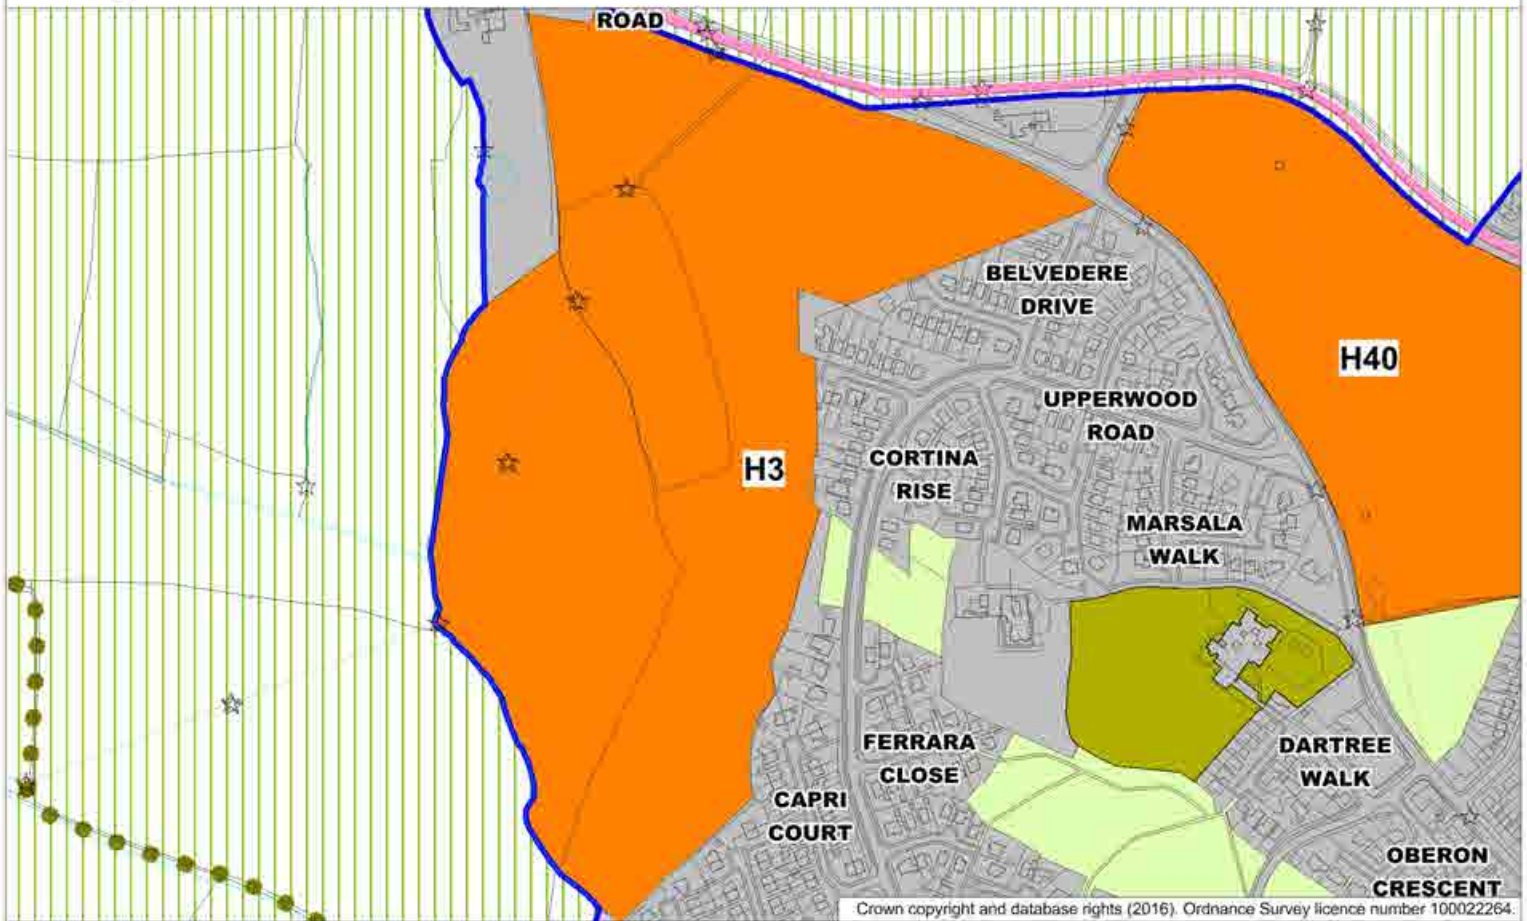 ROAD
BELVEDERE
DRIVE
H40
UPPERWOOD
ROAD
H3
CORTINA
RISE
MARSALA
WALK
FERRARA
CLOSE
DARTREE
WALK
CAPRI
COURT
OBERON
CRESCENT
Crown copyright and database rights (2016). Ordnance Survey licence number 100022264.